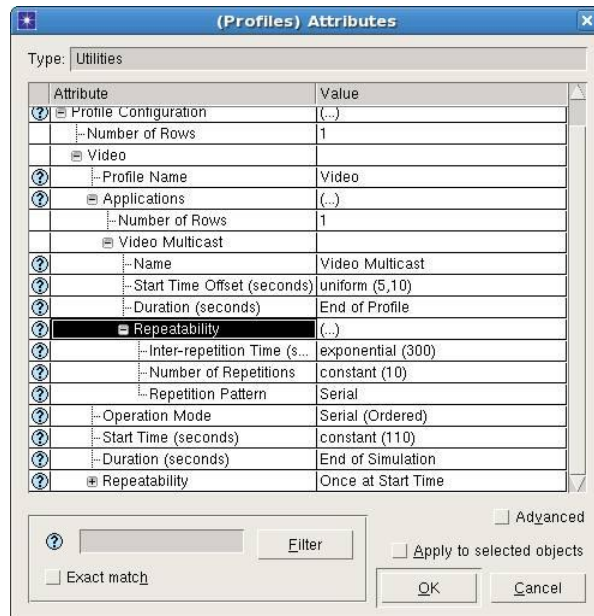 (Profiles) Attributes
Type: Utilities
Attribute Value
Profile Configuration (...)
Number of Rows 1
Video
Profile Name Video
Applications (...)
Number of Rows 1
Video Multicast
Name Video Multicast
Start Time Offset (seconds) uniform (5,10)
Duration (seconds) End of Profile
Repeatability (...)
Inter-repetition Time (s... exponential (300)
Number of Repetitions constant (10)
Repetition Pattern Serial
Operation Mode Serial (Ordered)
Start Time (seconds) constant (110)
Duration (seconds) End of Simulation
Repeatability Once at Start Time
Advanced
Filter
Apply to selected objects
Exact match
OK Cancel